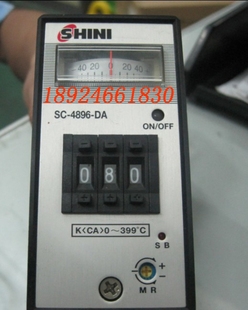 SHINI
40 20 0 20 40
18924661830
SC-4896-DA
ON/OFF
0 8 0
K<CA>0～399℃
S B
+
−
M R